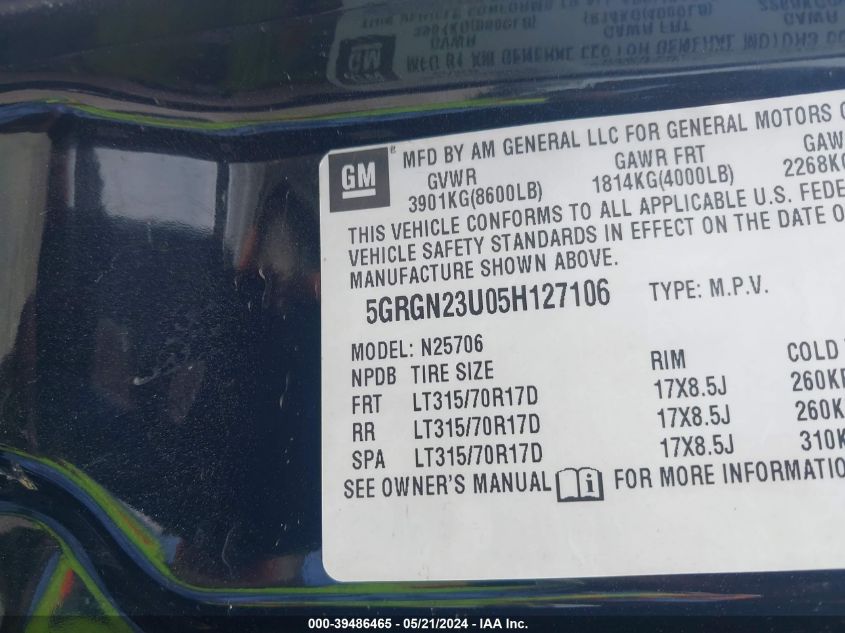 GM
MFD BY AM GENERAL LLC FOR GENERAL MOTORS
GVWR GAWR FRT
3901KG(8600LB) 1814KG(4000LB)
THIS VEHICLE CONFORMS TO ALL APPLICABLE U.S.
VEHICLE SAFETY STANDARDS IN EFFECT ON THE DATE
MANUFACTURE SHOWN ABOVE.
5GRGN23U05H127106 TYPE: M.P.V.
MODEL: N25706
NPDB TIRE SIZE RIM COLD
FRT LT315/70R17D 17X8.5J
RR LT315/70R17D 17X8.5J
SPA LT315/70R17D 17X8.5J
SEE OWNER'S MANUAL i FOR MORE INFORMATIO
000-39486465 - 05/21/2024 - IAAI Inc.